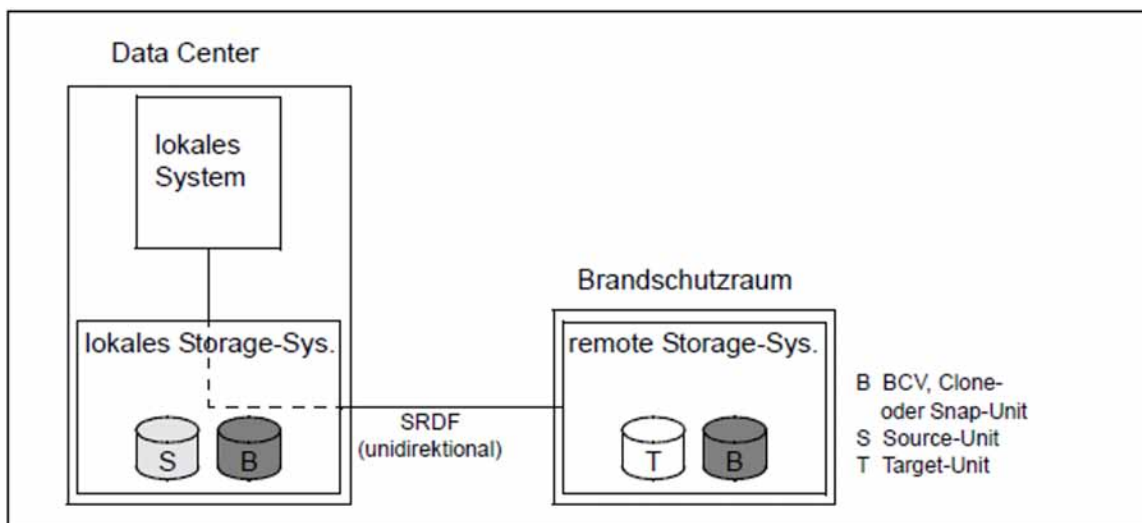 Data Center
lokales
System
lokales Storage-Sys.
S
B
SRDF
(unidirektional)
Brandschutzraum
remote Storage-Sys.
T
B
B BCV, Clone-
oder Snap-Unit
S Source-Unit
T Target-Unit